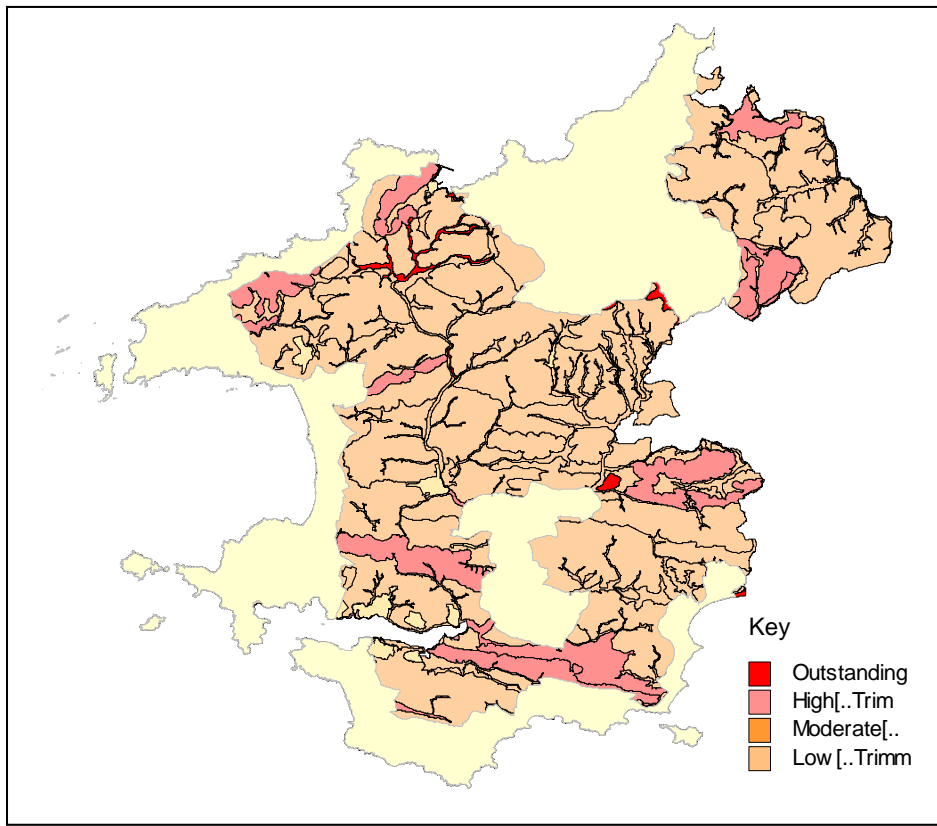 Key
Outstanding
High[..Trim
Moderate[..
Low [..Trimm